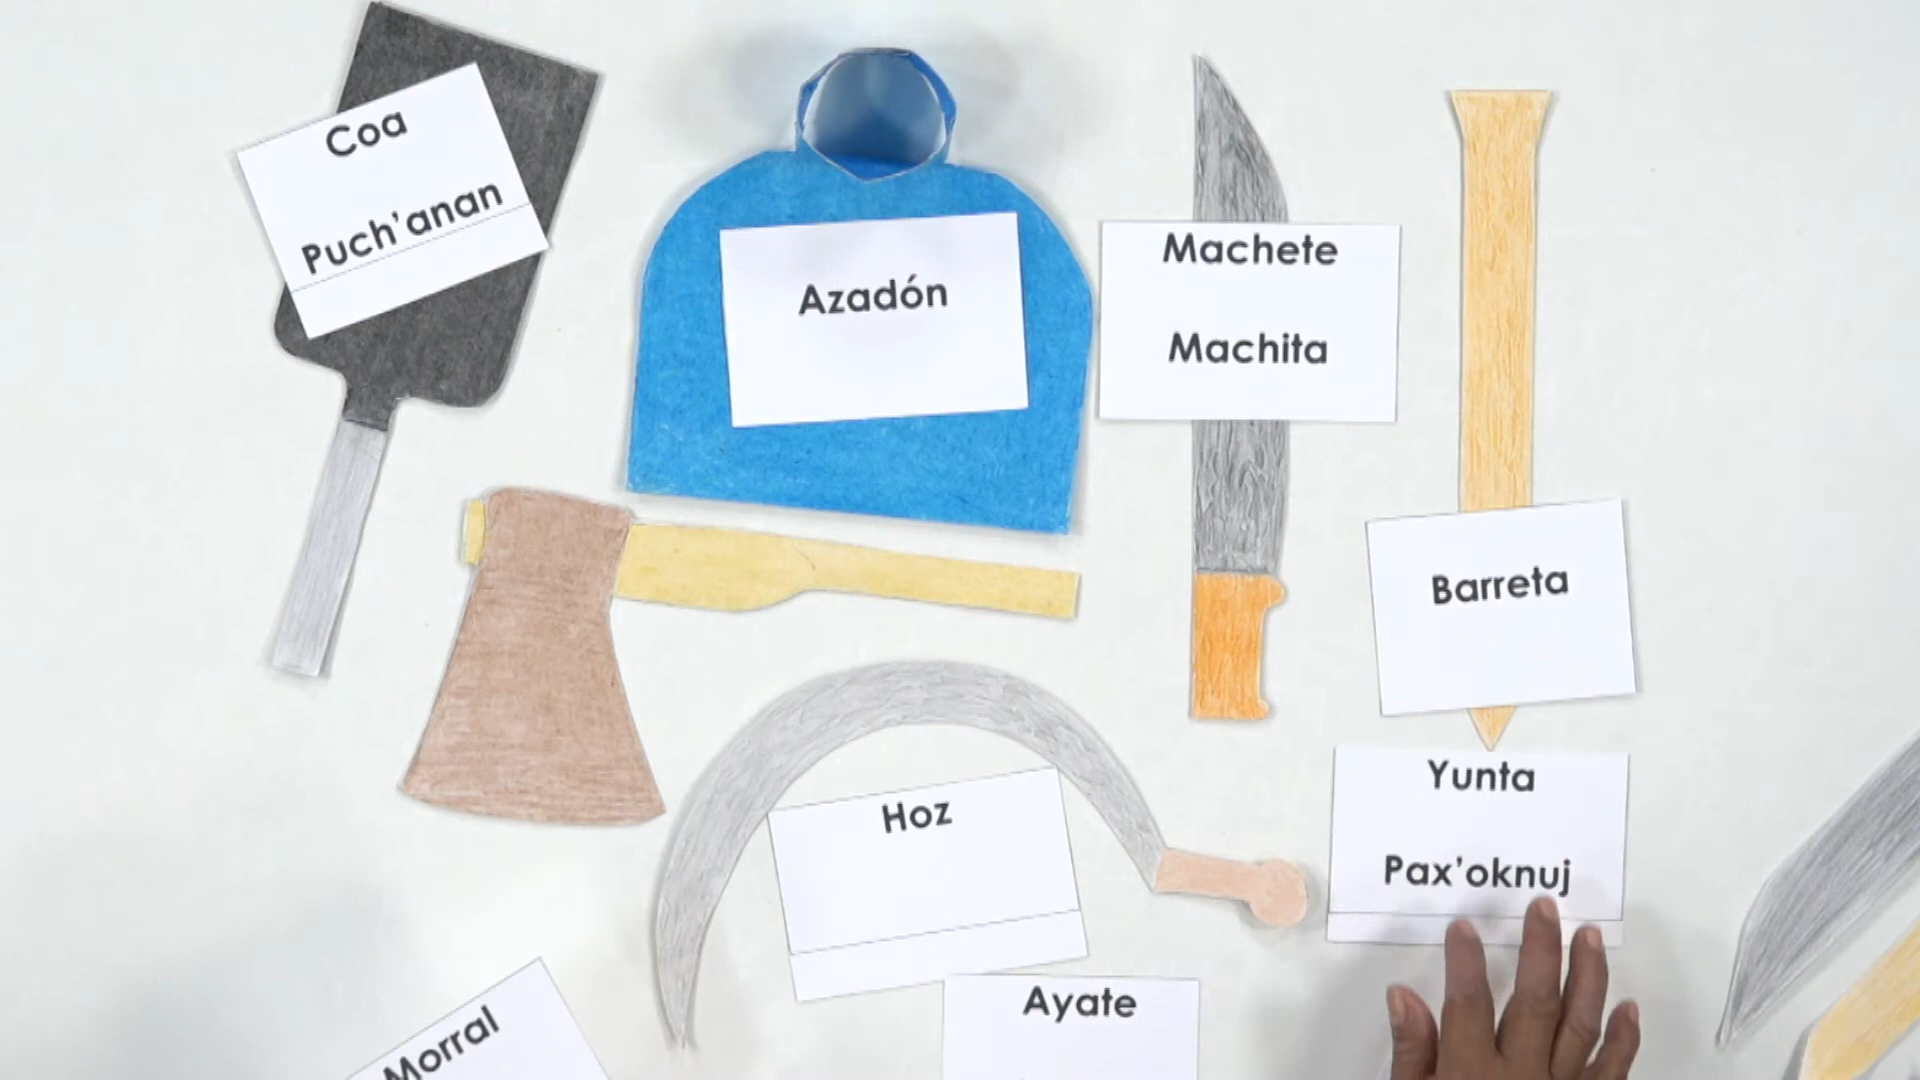 Coa
Puch'anan
Azadón
Machete
Machita
Barreta
Yunta
Pax'oknuj
Hoz
Ayate
Morral